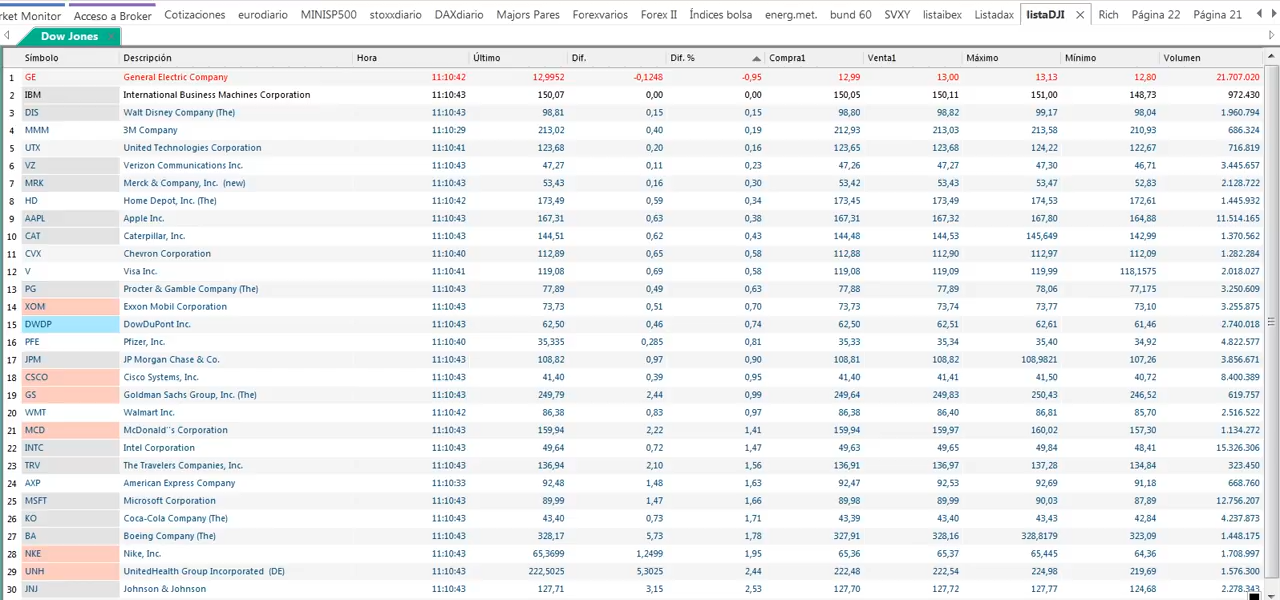 rket Monitor Acceso a Broker Cotizaciones eurodiario MINISP500 stoxxdiario DAXdiario Majors Pares Forexvarios Forex II Índices bolsa energ.met. bund 60 SVXY listaibex Listadax listaDJI Rich Página 22 Página 21
Dow Jones
Símbolo Descripción Hora Último Dif. Dif. % Compra1 Venta1 Máximo Mínimo Volumen
1 GE General Electric Company 11:10:42 12,9952 -0,1248 -0,95 12,99 13,00 13,13 12,80 21.707.020
2 IBM International Business Machines Corporation 11:10:43 150,07 0,00 0,00 150,05 150,11 151,00 148,73 972.430
3 DIS Walt Disney Company (The) 11:10:43 98,81 0,15 0,15 98,80 98,82 99,17 98,04 1.960.794
4 MMM 3M Company 11:10:29 213,02 0,40 0,19 212,93 213,03 213,58 210,93 686.324
5 UTX United Technologies Corporation 11:10:41 123,68 0,20 0,16 123,65 123,68 124,22 122,67 716.819
6 VZ Verizon Communications Inc. 11:10:43 47,27 0,11 0,23 47,26 47,27 47,30 46,71 3.445.657
7 MRK Merck & Company, Inc. (new) 11:10:43 53,43 0,16 0,30 53,42 53,43 53,47 52,83 2.128.722
8 HD Home Depot, Inc. (The) 11:10:42 173,49 0,59 0,34 173,45 173,49 174,53 172,61 1.445.932
9 AAPL Apple Inc. 11:10:43 167,31 0,63 0,38 167,31 167,32 167,80 164,88 11.514.165
10 CAT Caterpillar, Inc. 11:10:43 144,51 0,62 0,43 144,48 144,53 145,649 142,99 1.370.562
11 CVX Chevron Corporation 11:10:40 112,89 0,65 0,58 112,88 112,90 112,97 112,09 1.282.284
12 V Visa Inc. 11:10:41 119,08 0,69 0,58 119,08 119,09 119,99 118,1575 2.018.027
13 PG Procter & Gamble Company (The) 11:10:43 77,89 0,49 0,63 77,88 77,89 78,06 77,175 3.250.609
14 XOM Exxon Mobil Corporation 11:10:43 73,73 0,51 0,70 73,73 73,74 73,77 73,10 3.255.875
15 DWDP DowDuPont Inc. 11:10:43 62,50 0,46 0,74 62,50 62,51 62,61 61,46 2.740.018
16 PFE Pfizer, Inc. 11:10:40 35,335 0,285 0,81 35,33 35,34 35,40 34,92 4.822.577
17 JPM JP Morgan Chase & Co. 11:10:43 108,82 0,97 0,90 108,81 108,82 108,9821 107,26 3.856.671
18 CSCO Cisco Systems, Inc. 11:10:43 41,40 0,39 0,95 41,40 41,41 41,50 40,72 8.400.389
19 GS Goldman Sachs Group, Inc. (The) 11:10:43 249,79 2,44 0,99 249,64 249,83 250,43 246,52 619.757
20 WMT Walmart Inc. 11:10:42 86,38 0,83 0,97 86,38 86,40 86,81 85,70 2.516.522
21 MCD McDonald¨s Corporation 11:10:43 159,94 2,22 1,41 159,94 159,97 160,02 157,30 1.134.272
22 INTC Intel Corporation 11:10:43 49,64 0,72 1,47 49,63 49,65 49,84 48,41 15.326.306
23 TRV The Travelers Companies, Inc. 11:10:43 136,94 2,10 1,56 136,91 136,97 137,28 134,84 323.450
24 AXP American Express Company 11:10:33 92,48 1,48 1,63 92,47 92,53 92,69 91,18 668.760
25 MSFT Microsoft Corporation 11:10:43 89,99 1,47 1,66 89,98 89,99 90,03 87,89 12.756.207
26 KO Coca-Cola Company (The) 11:10:43 43,40 0,73 1,71 43,39 43,40 43,43 42,84 4.237.873
27 BA Boeing Company (The) 11:10:43 328,17 5,73 1,78 327,91 328,16 328,8179 323,09 1.448.175
28 NKE Nike, Inc. 11:10:43 65,3699 1,2499 1,95 65,36 65,37 65,445 64,36 1.708.997
29 UNH UnitedHealth Group Incorporated (DE) 11:10:43 222,5025 5,3025 2,44 222,48 222,54 224,98 219,69 1.576.300
30 JNJ Johnson & Johnson 11:10:43 127,71 3,15 2,53 127,70 127,72 127,77 124,68 2.278.343